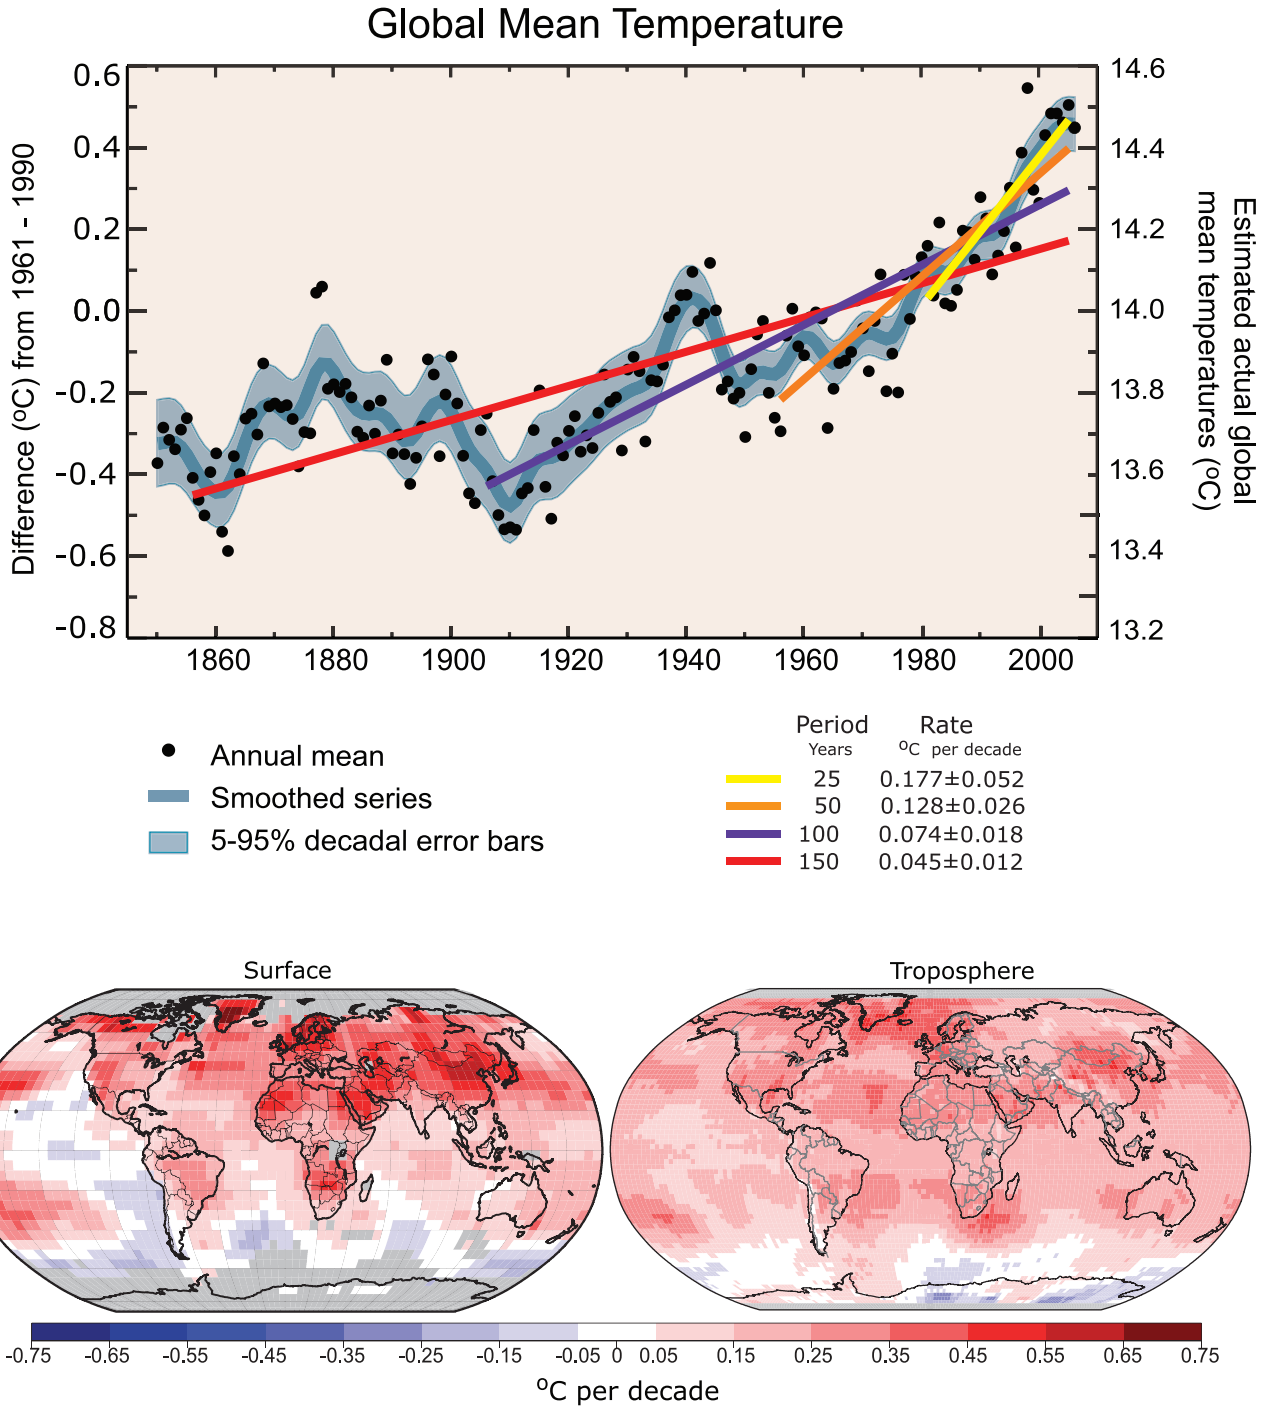 Global Mean Temperature
Difference (ºC) from 1961 - 1990
0.6
0.4
0.2
0.0
-0.2
-0.4
-0.6
-0.8
14.6
14.4
14.2
14.0
13.8
13.6
13.4
13.2
Estimated actual global
mean temperatures (ºC)
1860 1880 1900 1920 1940 1960 1980 2000
Annual mean
Smoothed series
5-95% decadal error bars
Period Rate
Years ºC per decade
25 0.177±0.052
50 0.128±0.026
100 0.074±0.018
150 0.045±0.012
Surface
Troposphere
-0.75 -0.65 -0.55 -0.45 -0.35 -0.25 -0.15 -0.05 0 0.05 0.15 0.25 0.35 0.45 0.55 0.65 0.75
ºC per decade